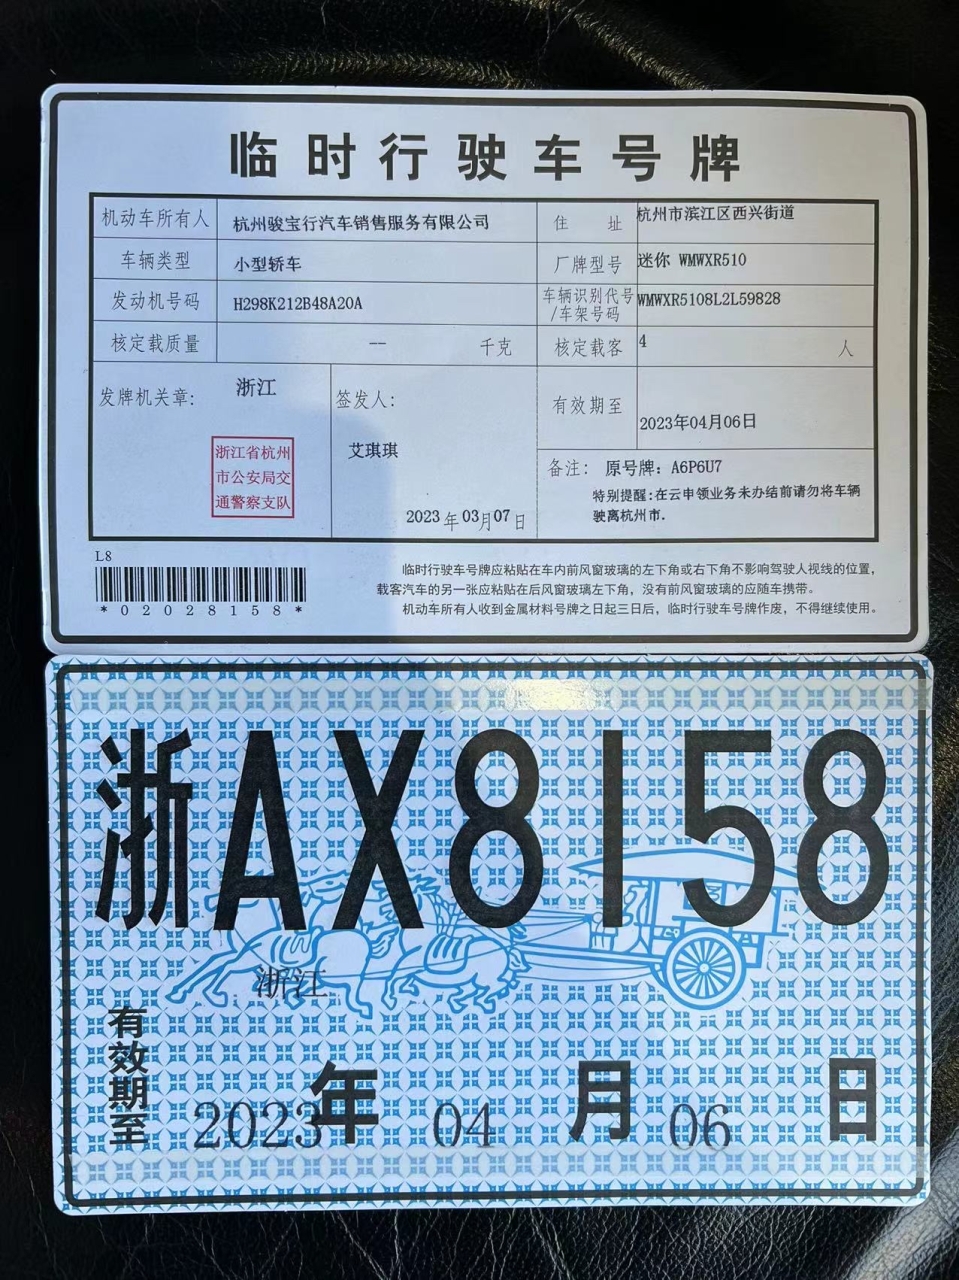 临时行驶车号牌
机动车所有人 杭州骏宝行汽车销售服务有限公司 住址 杭州市滨江区西兴街道
车辆类型 小型轿车 厂牌型号 迷你 WMWXR510
发动机号码 H298K212B48A20A 车辆识别代号/车架号码 WMWXR5108L2L59828
核定载质量 -- 千克 核定载客 4 人
发牌机关章: 浙江
浙江省杭州
市公安局交
通警察支队
签发人:
艾琪琪
2023年03月07日
有效期至 2023年04月06日
备注: 原号牌: A6P6U7
特别提醒:在云申领业务未办结前请勿将车辆
驶离杭州市.
L8
*02028158*
临时行驶车号牌应粘贴在车内前风窗玻璃的左下角或右下角不影响驾驶人视线的位置，
载客汽车的另一张应粘贴在后风窗玻璃左下角，没有前风窗玻璃的应随车携带。
机动车所有人收到金属材料号牌之日起三日后，临时行驶车号牌作废，不得继续使用。
浙AX8158
浙江
有效期至 2023年04月06日